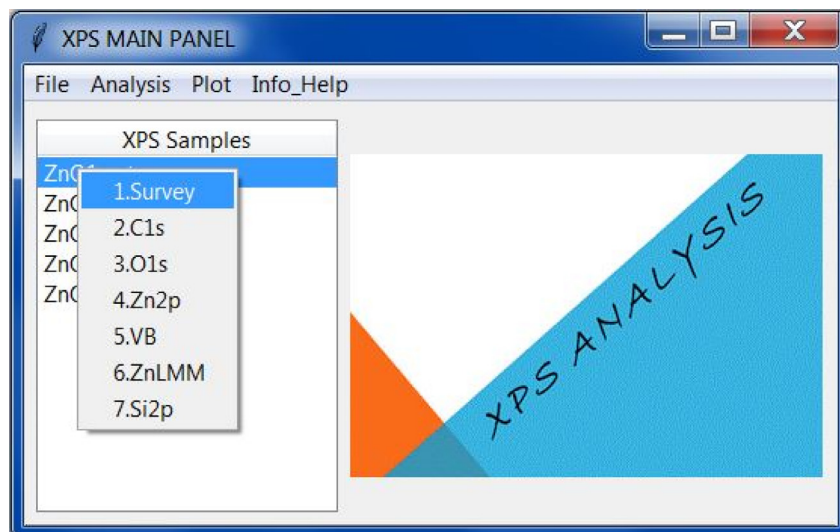 XPS MAIN PANEL
File Analysis Plot Info_Help
XPS Samples
1.Survey
2.C1s
3.O1s
4.Zn2p
5.VB
6.ZnLMM
7.Si2p
XPS ANALYSIS